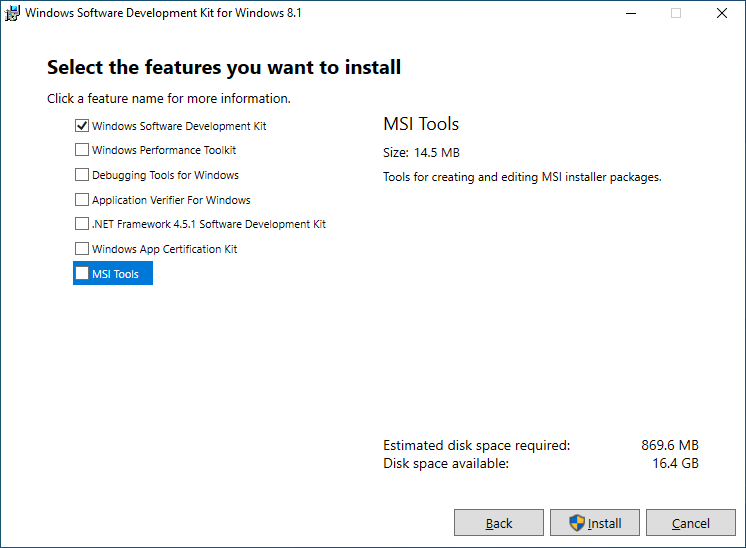 Windows Software Development Kit for Windows 8.1
Select the features you want to install
Click a feature name for more information.
Windows Software Development Kit
Windows Performance Toolkit
Debugging Tools for Windows
Application Verifier For Windows
.NET Framework 4.5.1 Software Development Kit
Windows App Certification Kit
MSI Tools
MSI Tools
Size: 14.5 MB
Tools for creating and editing MSI installer packages.
Estimated disk space required: 869.6 MB
Disk space available: 16.4 GB
Back Install Cancel